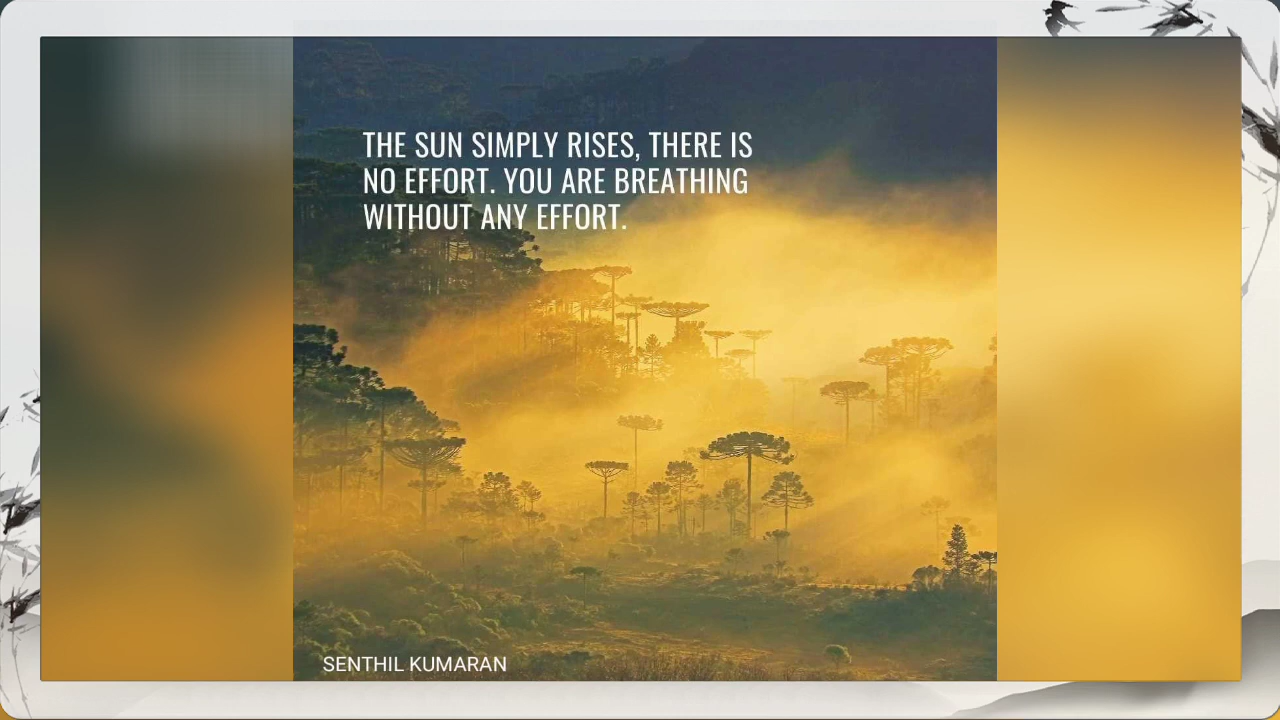 THE SUN SIMPLY RISES, THERE IS
NO EFFORT. YOU ARE BREATHING
WITHOUT ANY EFFORT.
SENTHIL KUMARAN